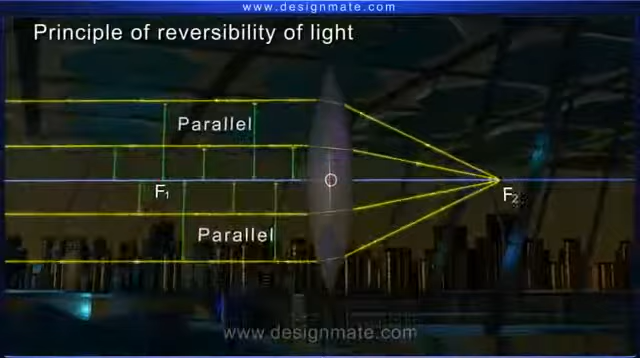 www.designmate.com
Principle of reversibility of light
Parallel
O
F₁
F₂
Parallel
www.designmate.com